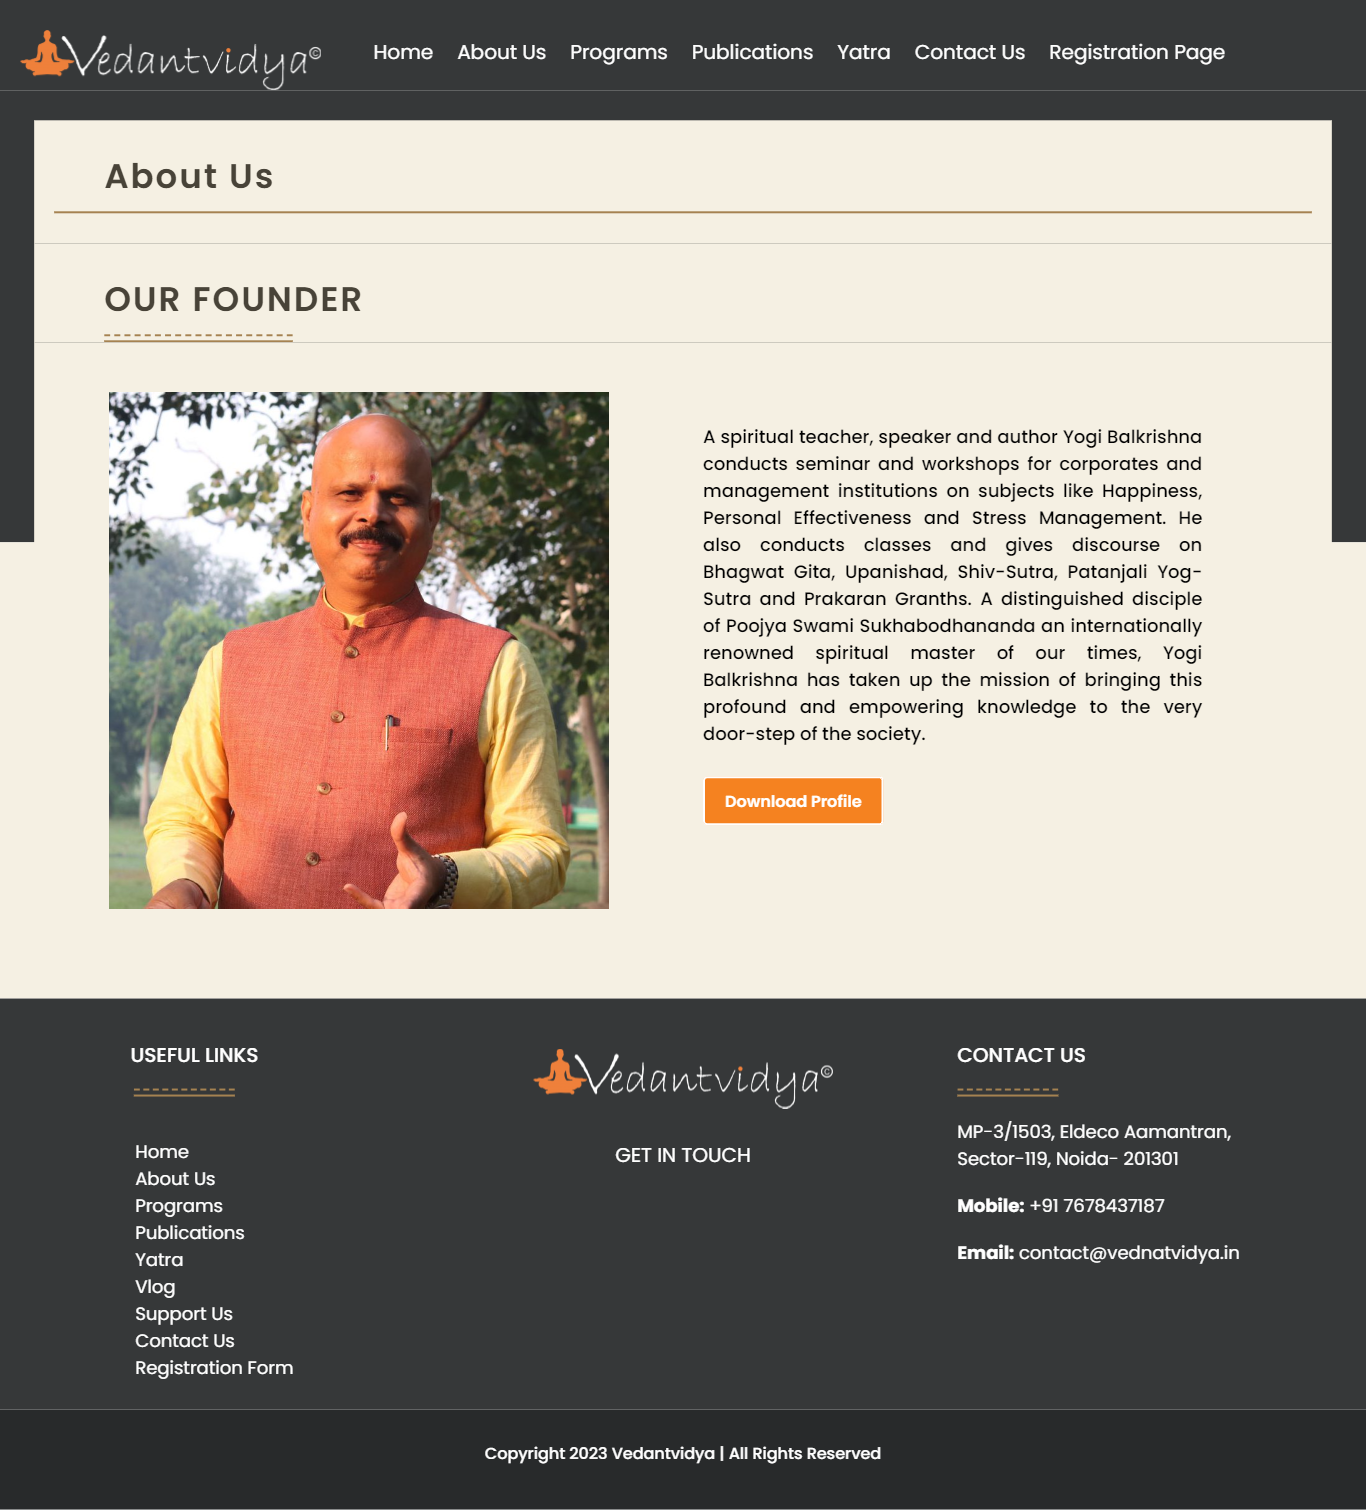 Vedantvidya©
Home About Us Programs Publications Yatra Contact Us Registration Page
About Us
OUR FOUNDER
A spiritual teacher, speaker and author Yogi Balkrishna
conducts seminar and workshops for corporates and
management institutions on subjects like Happiness,
Personal Effectiveness and Stress Management. He
also conducts classes and gives discourse on
Bhagwat Gita, Upanishad, Shiv-Sutra, Patanjali Yog-
Sutra and Prakaran Granths. A distinguished disciple
of Poojya Swami Sukhabodhananda an internationally
renowned spiritual master of our times, Yogi
Balkrishna has taken up the mission of bringing this
profound and empowering knowledge to the very
door-step of the society.
Download Profile
USEFUL LINKS
Home
About Us
Programs
Publications
Yatra
Vlog
Support Us
Contact Us
Registration Form
Vedantvidya©
GET IN TOUCH
CONTACT US
MP-3/1503, Eldeco Aamantran,
Sector-119, Noida- 201301
Mobile: +91 7678437187
Email: contact@vednatvidya.in
Copyright 2023 Vedantvidya | All Rights Reserved